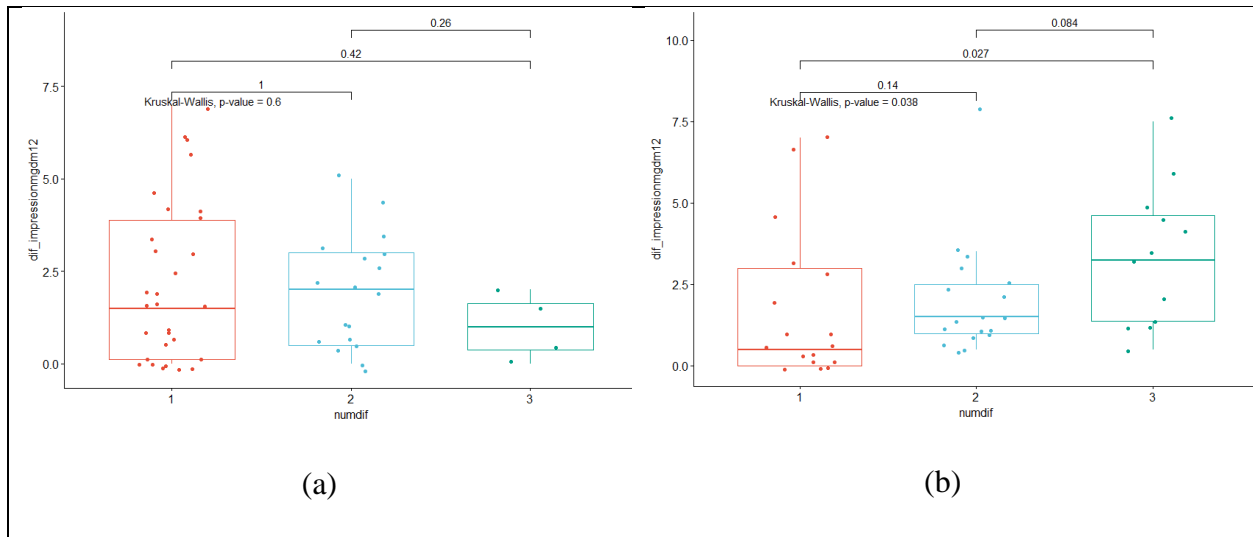 0.26
0.42
1
Kruskal-Wallis, p-value = 0.6
7.5
5.0
2.5
0.0
dif_impressionmgdm12
1
2
3
numdif
(a)
0.084
0.027
0.14
Kruskal-Wallis, p-value = 0.038
10.0
7.5
5.0
2.5
0.0
dif_impressionmgdm12
1
2
3
numdif
(b)